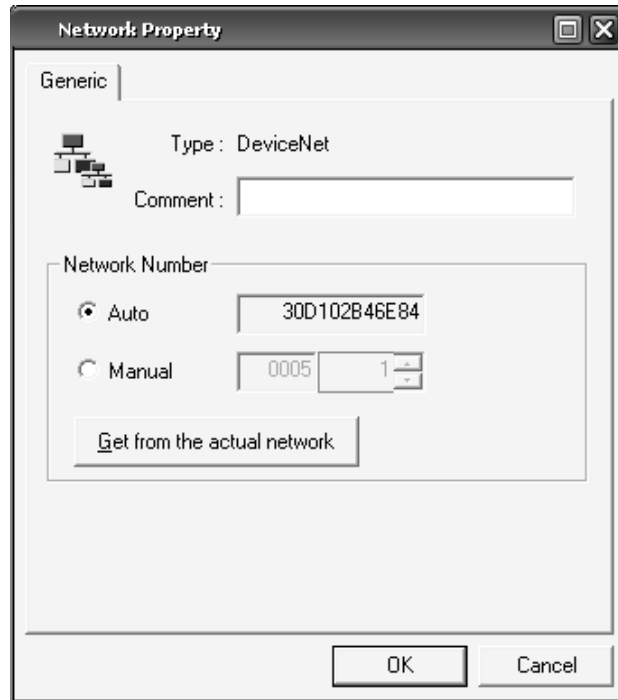 Network Property
Generic
Type : DeviceNet
Comment :
Network Number
Auto 30D102B46E84
Manual 0005 1
Get from the actual network
OK Cancel